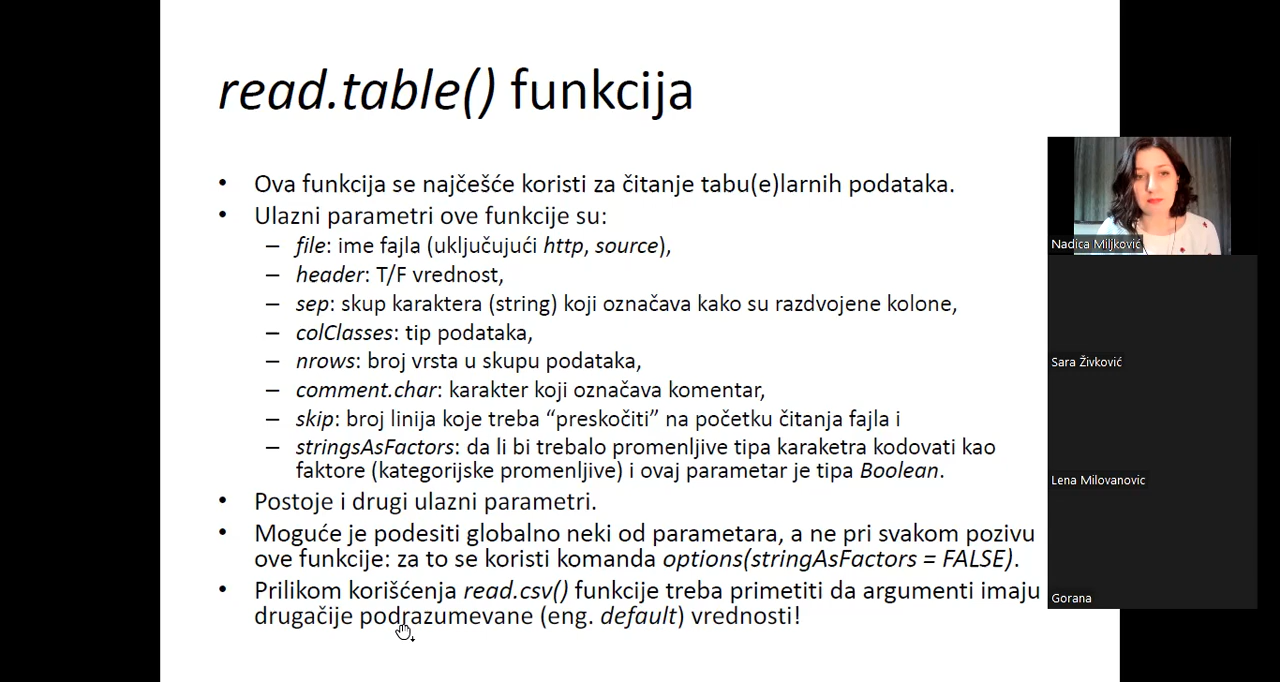 read.table() funkcija
• Ova funkcija se najčešće koristi za čitanje tabu(e)larnih podataka.
• Ulazni parametri ove funkcije su:
– file: ime fajla (uključujući http, source),
– header: T/F vrednost,
– sep: skup karaktera (string) koji označava kako su razdvojene kolone,
– colClasses: tip podataka,
– nrows: broj vrsta u skupu podataka,
– comment.char: karakter koji označava komentar,
– skip: broj linija koje treba “preskočiti” na početku čitanja fajla i
– stringsAsFactors: da li bi trebalo promenljive tipa karaketra kodovati kao
faktore (kategorijske promenljive) i ovaj parametar je tipa Boolean.
• Postoje i drugi ulazni parametri.
• Moguće je podesiti globalno neki od parametara, a ne pri svakom pozivu
ove funkcije: za to se koristi komanda options(stringAsFactors = FALSE).
• Prilikom korišćenja read.csv() funkcije treba primetiti da argumenti imaju
drugačije podrazumevane (eng. default) vrednosti!
Nadica Miljković
Sara Živković
Lena Milovanovic
Gorana